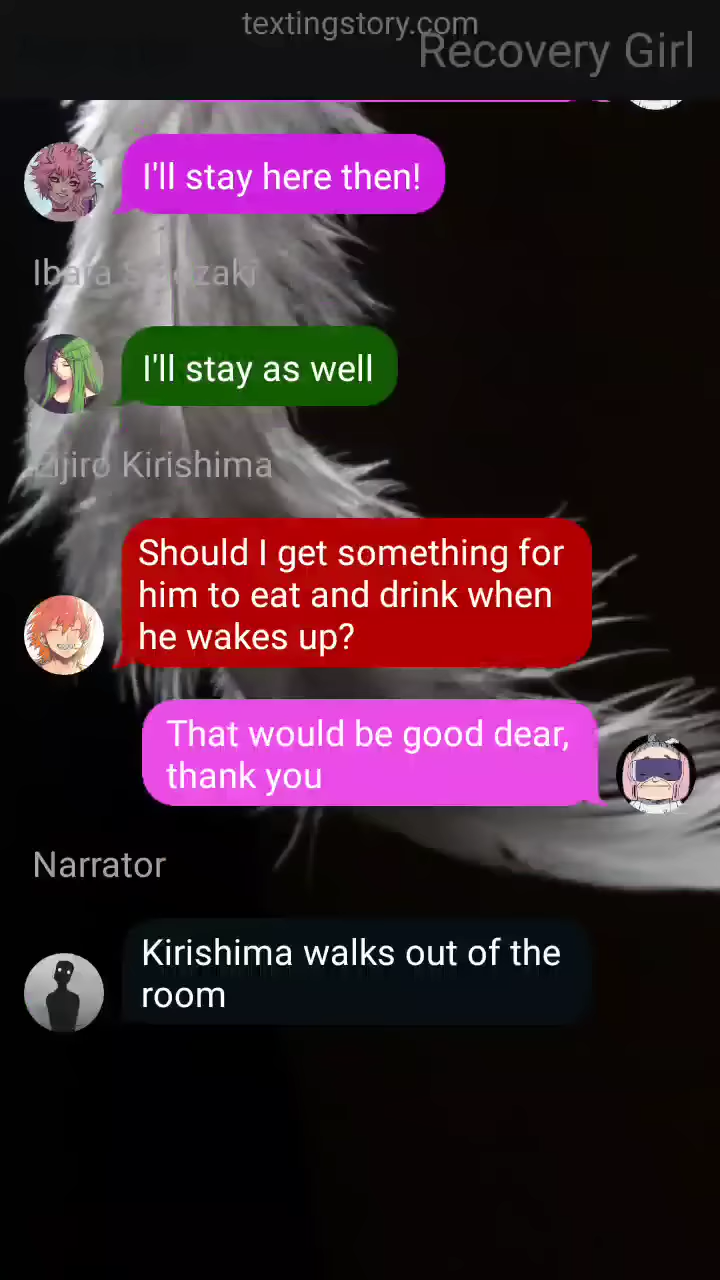 textingstory.com
Recovery Girl
I'll stay here then!
Ibara
I'll stay as well
Kirishima
Should I get something for
him to eat and drink when
he wakes up?
That would be good dear,
thank you
Narrator
Kirishima walks out of the
room